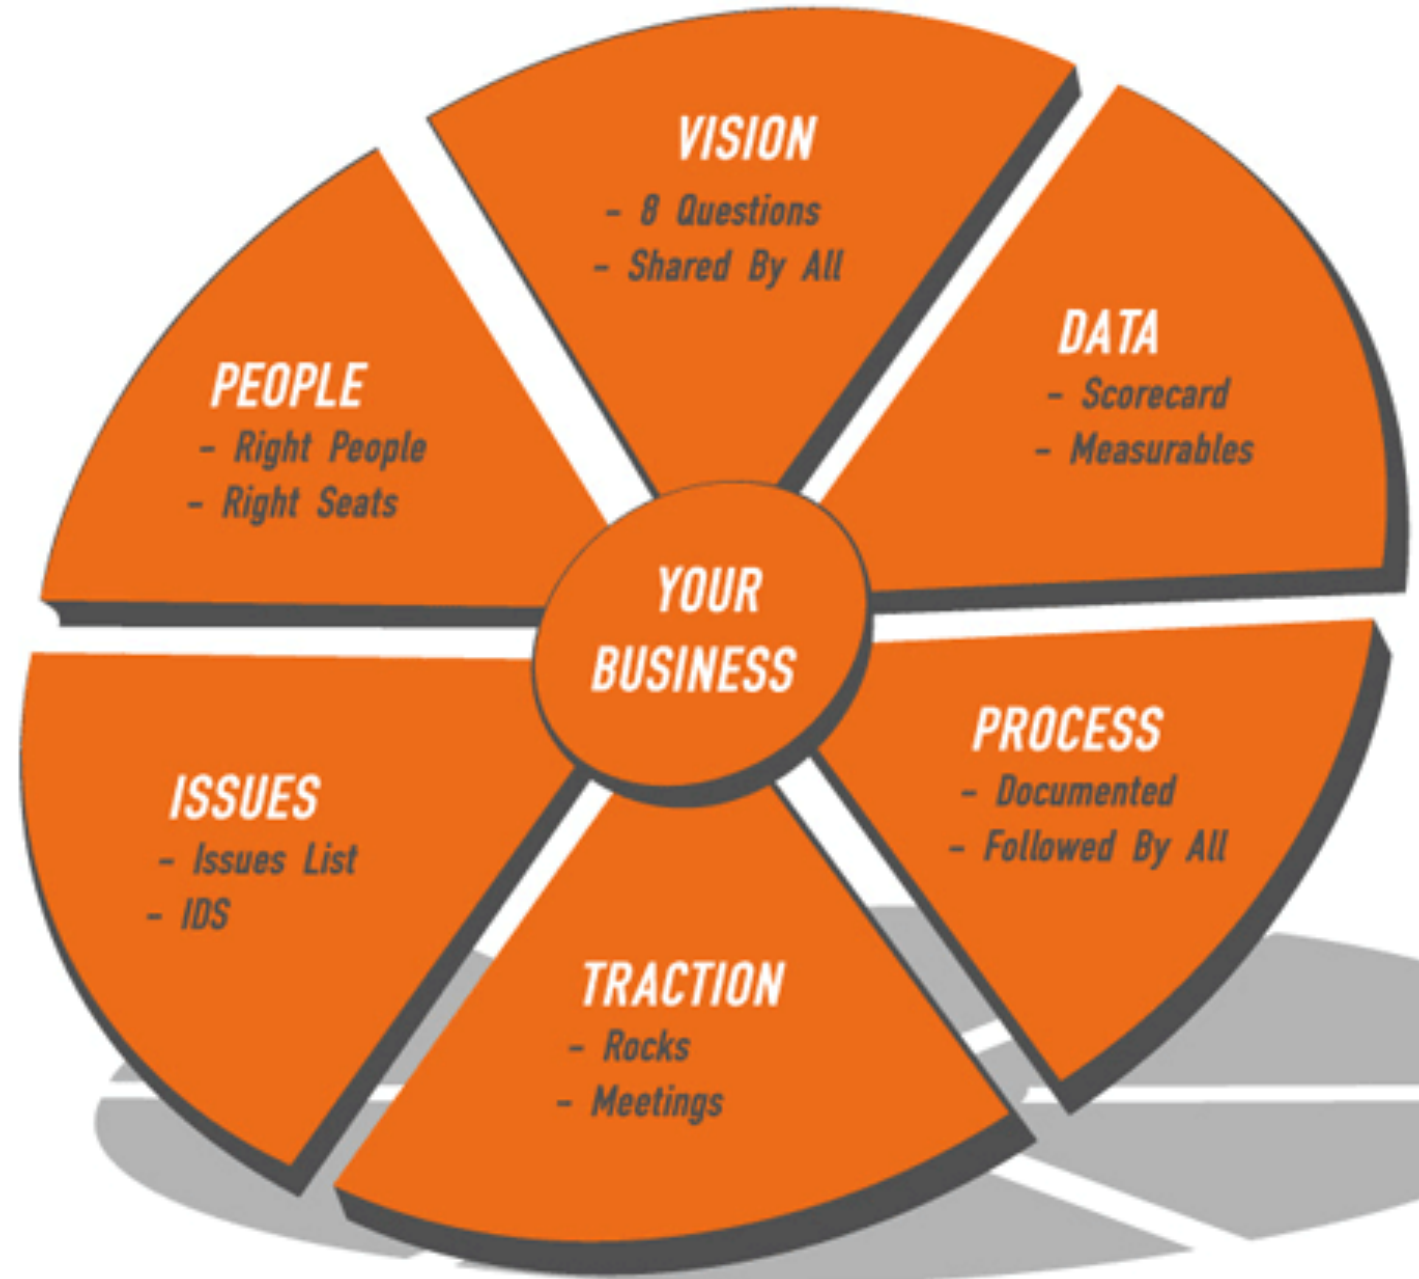 VISION
- 8 Questions
- Shared By All
DATA
- Scorecard
- Measurables
PROCESS
- Documented
- Followed By All
TRACTION
- Rocks
- Meetings
ISSUES
- Issues List
- IDS
PEOPLE
- Right People
- Right Seats
YOUR
BUSINESS